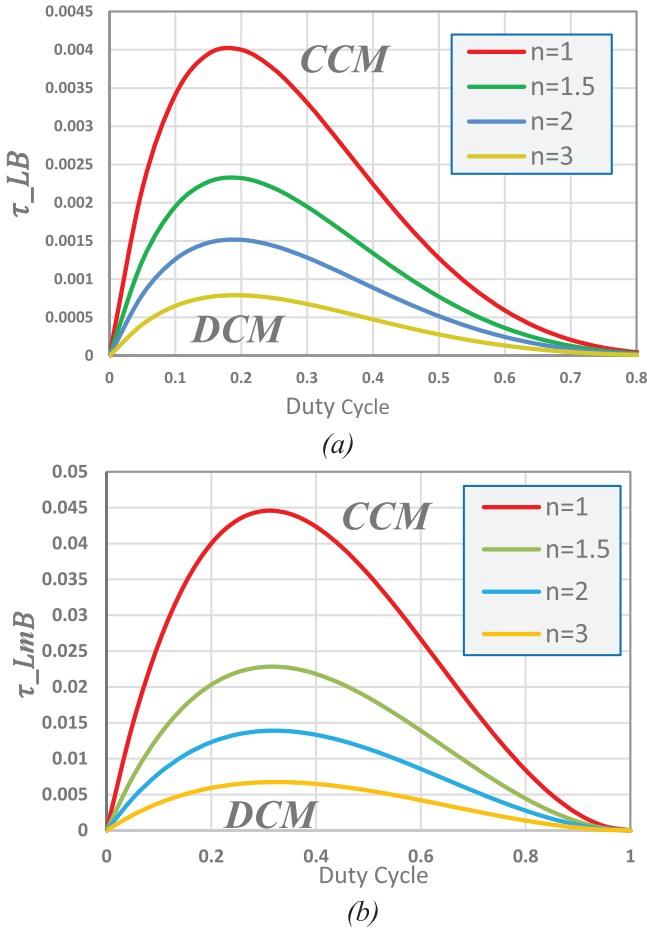 0.004
0.0045
0.0035
0.003
0.0025
0.002
0.0015
0.001
0.0005
0
τ_LB
CCM
DCM
n=1
n=1.5
n=2
n=3
0 0.1 0.2 0.3 0.4 0.5 0.6 0.7 0.8
Duty Cycle
(a)
0.05
0.045
0.04
0.035
0.03
0.025
0.02
0.015
0.01
0.005
0
τ_LmB
CCM
DCM
n=1
n=1.5
n=2
n=3
0 0.2 0.4 0.6 0.8 1
Duty Cycle
(b)